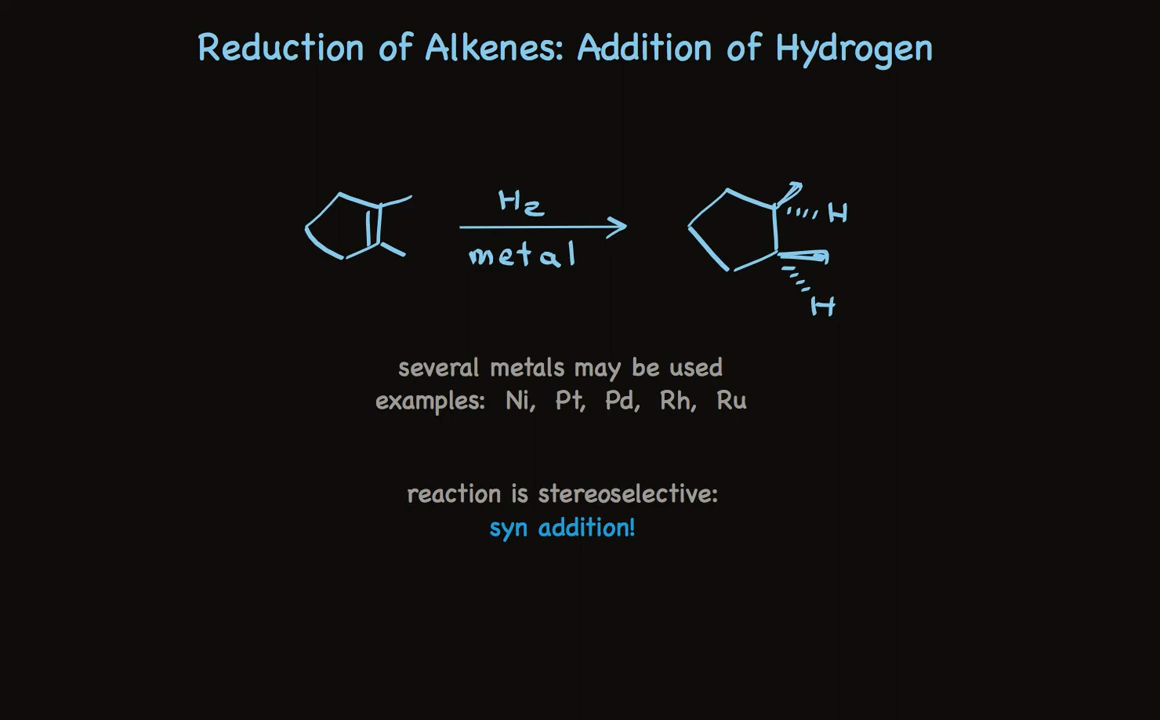 Reduction of Alkenes: Addition of Hydrogen
H2
metal
H
H
several metals may be used
examples: Ni, Pt, Pd, Rh, Ru
reaction is stereoselective:
syn addition!